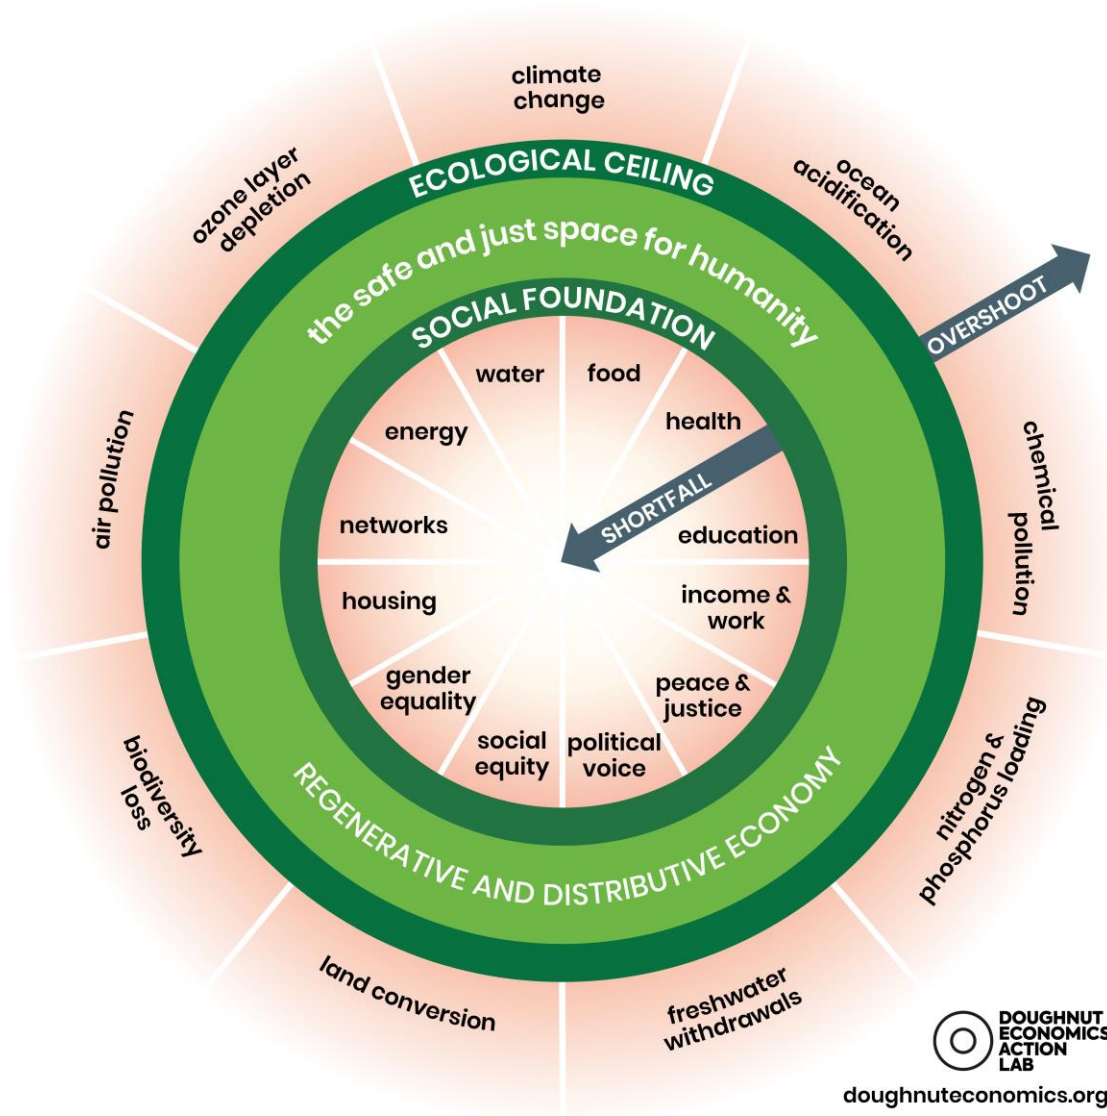 climate
change
ocean
acidification
chemical
pollution
nitrogen &
phosphorus loading
freshwater
withdrawals
land conversion
biodiversity
loss
air pollution
ozone layer
depletion
ECOLOGICAL CEILING
the safe and just space for humanity
SOCIAL FOUNDATION
OVERSHOOT
SHORTFALL
water
food
health
education
income &
work
peace &
justice
political
voice
social
equity
gender
equality
housing
networks
energy
REGENERATIVE AND DISTRIBUTIVE ECONOMY
DOUGHNUT
ECONOMICS
ACTION
LAB
doughnuteconomics.org